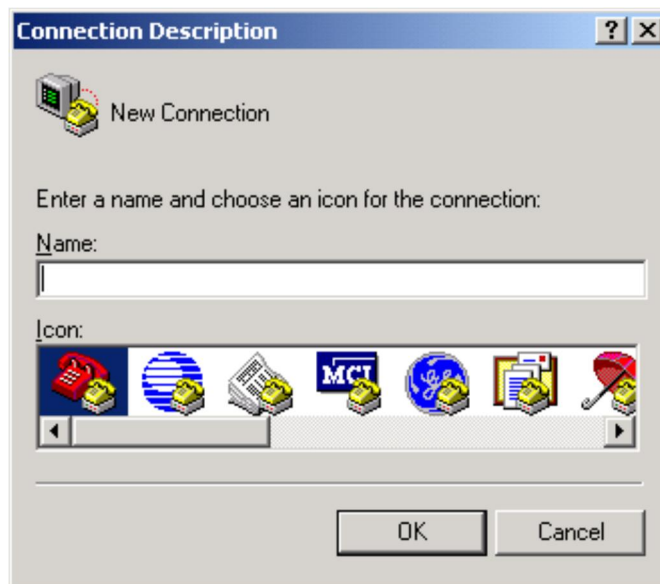 Connection Description
New Connection
Enter a name and choose an icon for the connection:
Name:
Icon:
MCI
OK Cancel